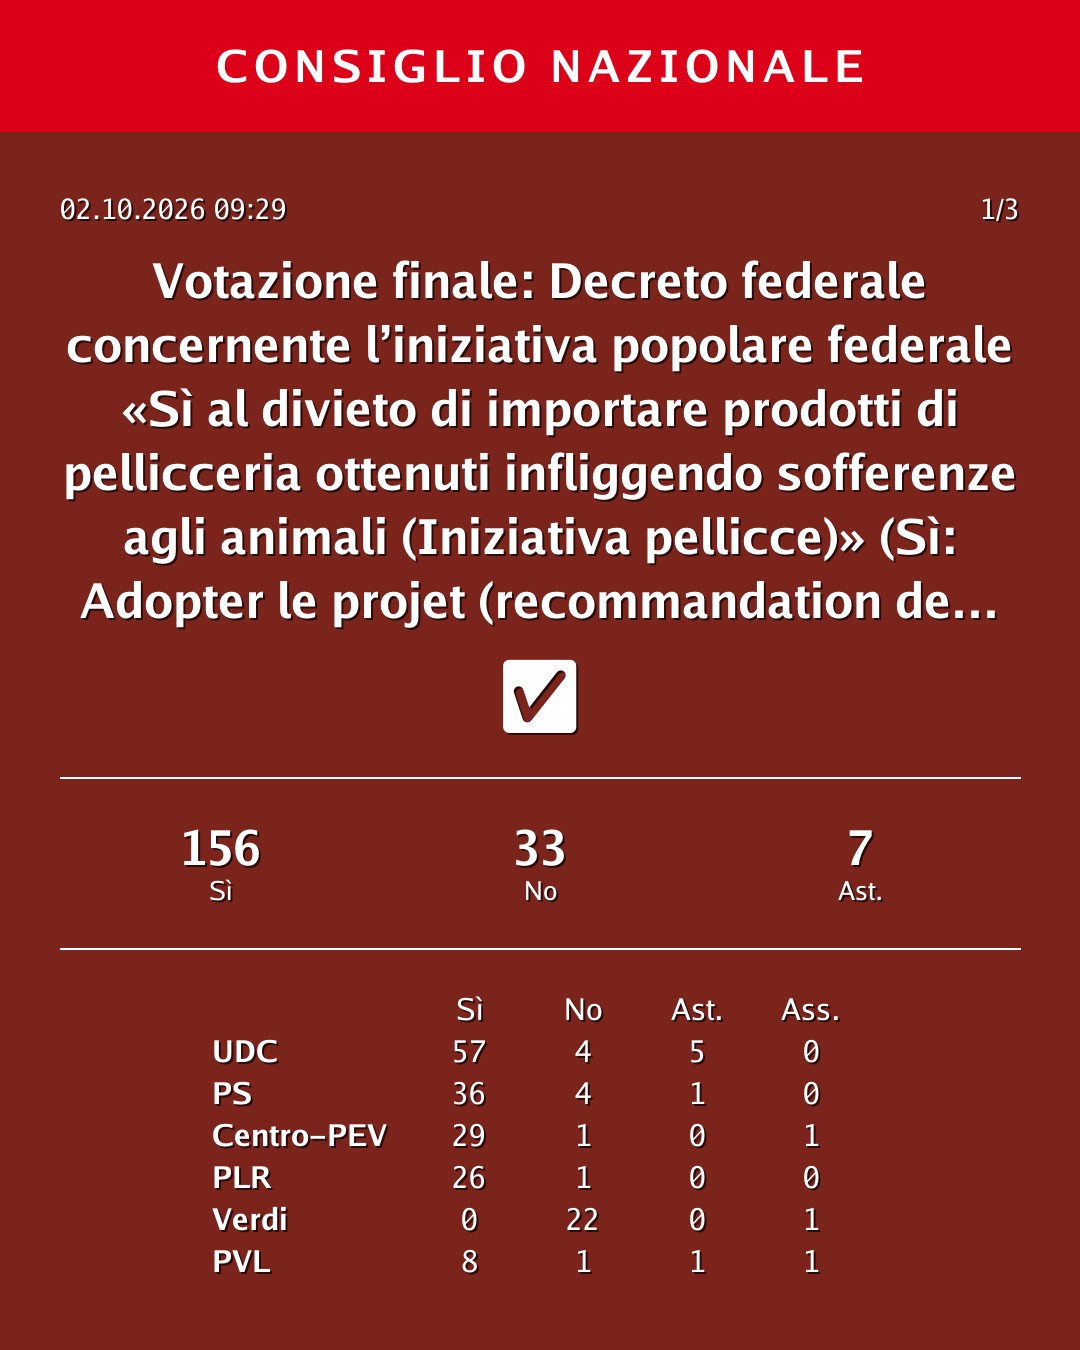 CONSIGLIO NAZIONALE
02.10.2026 09:29 1/3
Votazione finale: Decreto federale
concernente l’iniziativa popolare federale
«Sì al divieto di importare prodotti di
pellicceria ottenuti infliggendo sofferenze
agli animali (Iniziativa pellicce)» (Sì:
Adopter le projet (recommandation de...
156 33 7
Sì No Ast.
Sì No Ast. Ass.
UDC 57 4 5 0
PS 36 4 1 0
Centro-PEV 29 1 0 1
PLR 26 1 0 0
Verdi 0 22 0 1
PVL 8 1 1 1